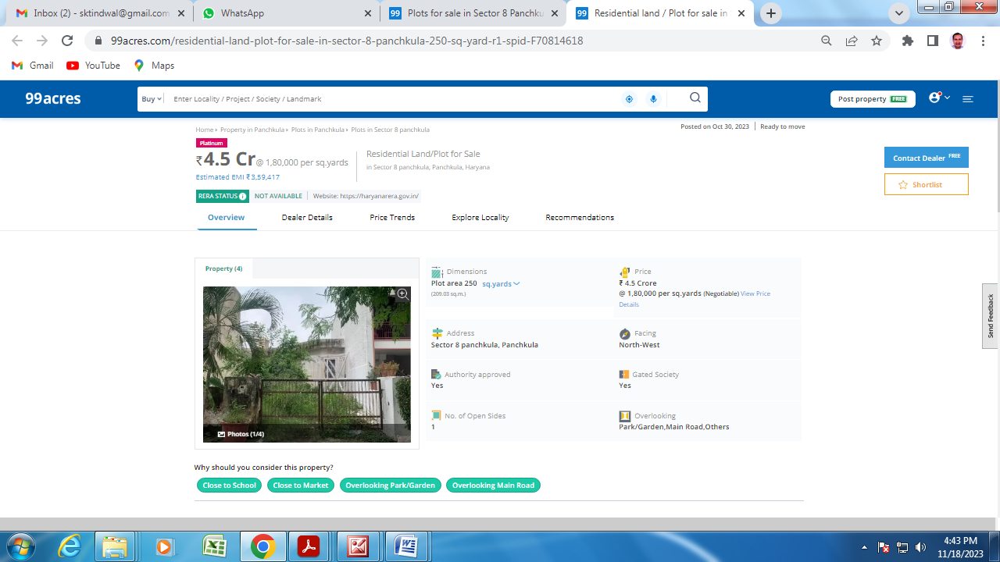 Inbox (2) - sktindwal@gmail.com
WhatsApp
99 Plots for sale in Sector 8 Panchku
99 Residential land / Plot for sale in
99acres.com/residential-land-plot-for-sale-in-sector-8-panchkula-250-sq-yard-r1-spid-F70814618
Gmail YouTube Maps
99acres Buy Enter Locality / Project / Society / Landmark Post property FREE
Home › Property in Panchkula › Plots in Panchkula › Plots in Sector 8 panchkula
Posted on Oct 30, 2023 Ready to move
Platinum
₹4.5 Cr@ 1,80,000 per sq.yards
Estimated EMI ₹3,59,417
Residential Land/Plot for Sale
in Sector 8 panchkula, Panchkula, Haryana
Contact Dealer FREE
Shortlist
RERA STATUS i NOT AVAILABLE Website: https://haryanarera.gov.in/
Overview Dealer Details Price Trends Explore Locality Recommendations
Property (4)
Photos (1/4)
Dimensions
Plot area 250 sq.yards
(209.03 sq.m.)
Price
₹ 4.5 Crore
@ 1,80,000 per sq.yards (Negotiable) View Price
Details
Address
Sector 8 panchkula, Panchkula
Facing
North-West
Authority approved
Yes
Gated Society
Yes
No. of Open Sides
1
Overlooking
Park/Garden,Main Road,Others
Send Feedback
Why should you consider this property?
Close to School Close to Market Overlooking Park/Garden Overlooking Main Road
4:43 PM
11/18/2023